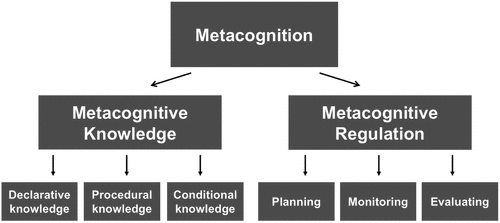 Metacognition
Metacognitive
Knowledge
Metacognitive
Regulation
Declarative
knowledge
Procedural
knowledge
Conditional
knowledge
Planning
Monitoring
Evaluating